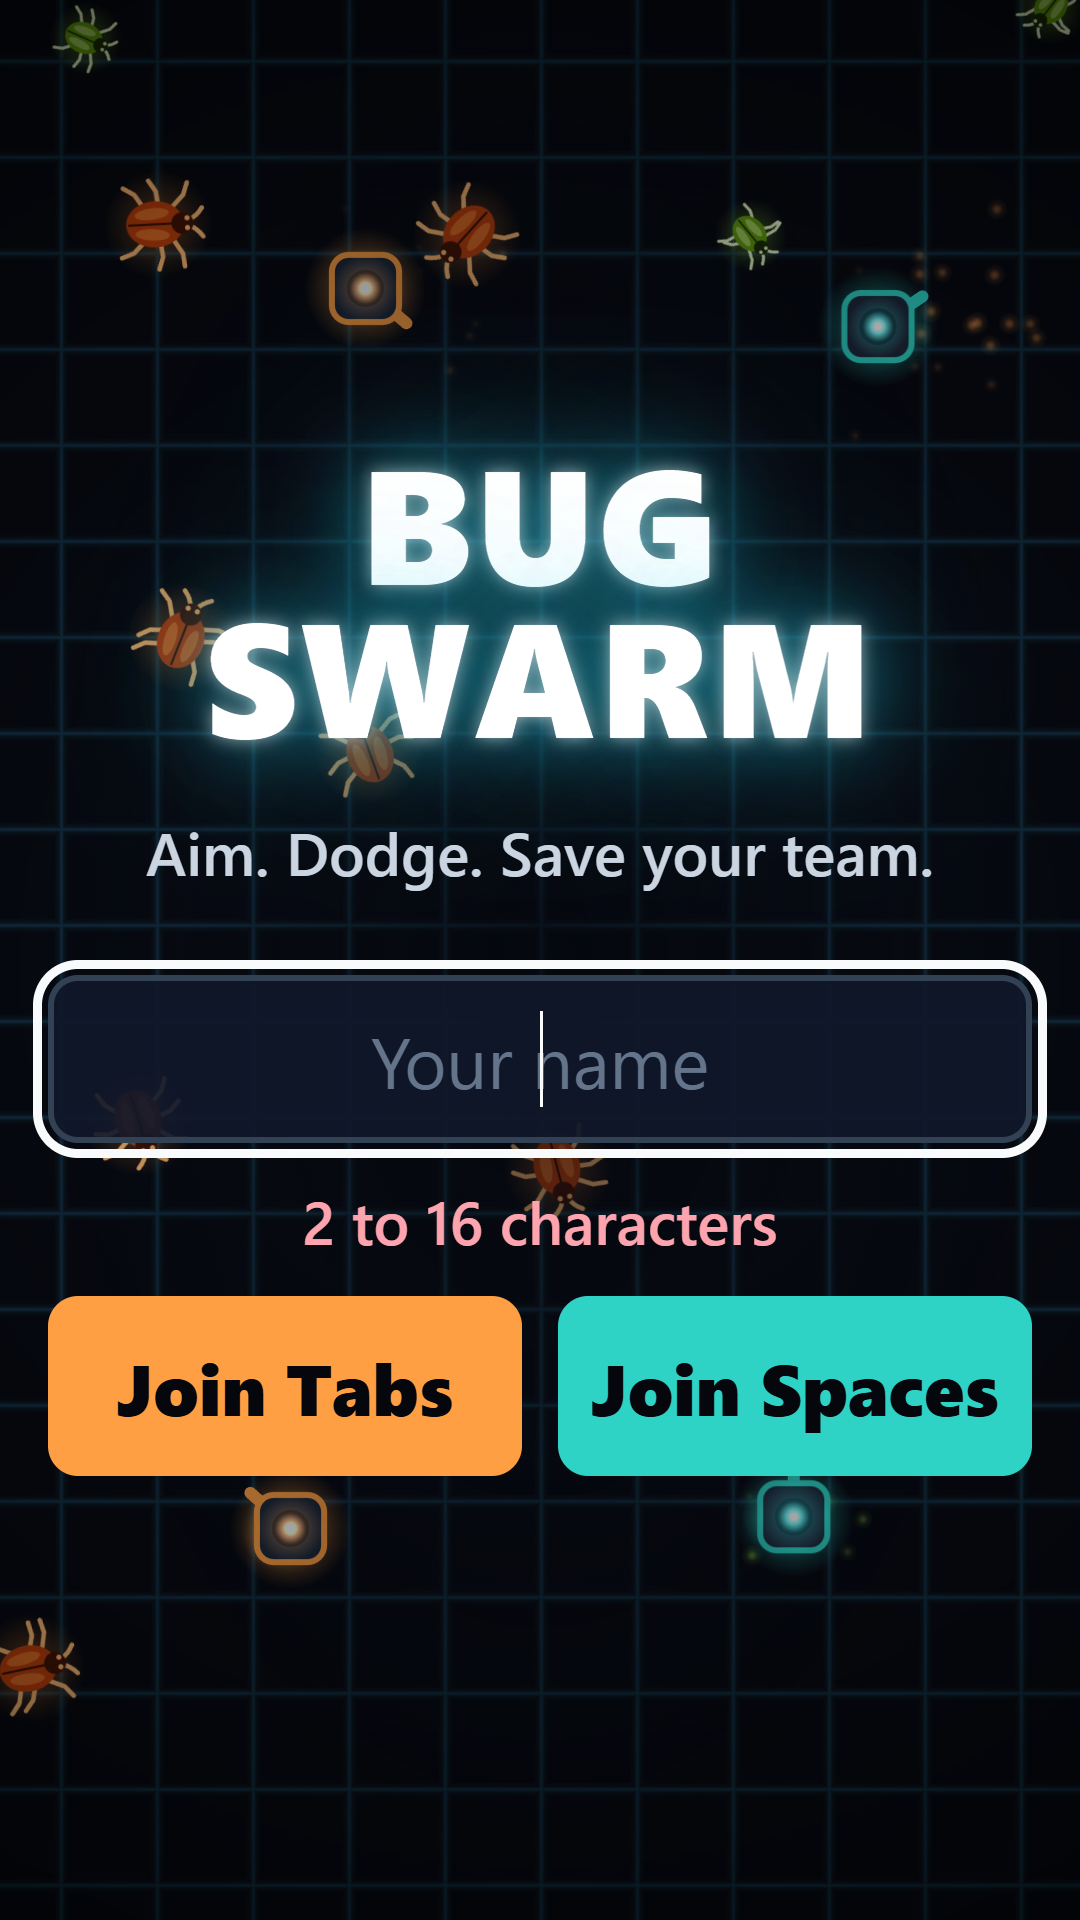 BUG
SWARM
Aim. Dodge. Save your team.
Your name
2 to 16 characters
Join Tabs
Join Spaces